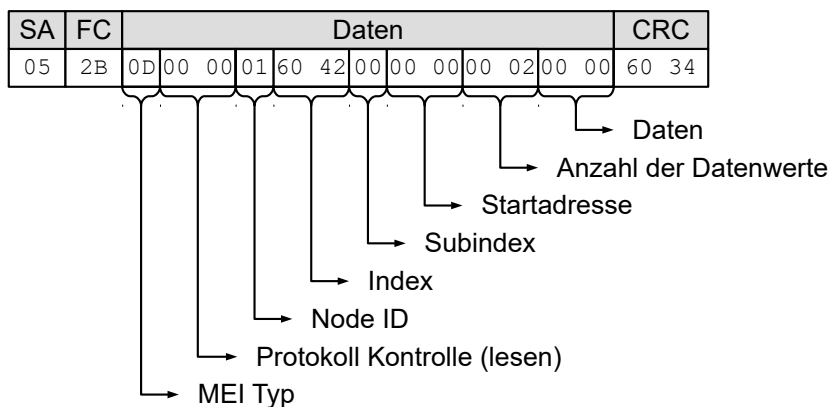 SA FC Daten CRC
05 2B 0D 00 00 01 60 42 00 00 00 00 02 00 00 60 34
Daten
Anzahl der Datenwerte
Startadresse
Subindex
Index
Node ID
Protokoll Kontrolle (lesen)
MEI Typ